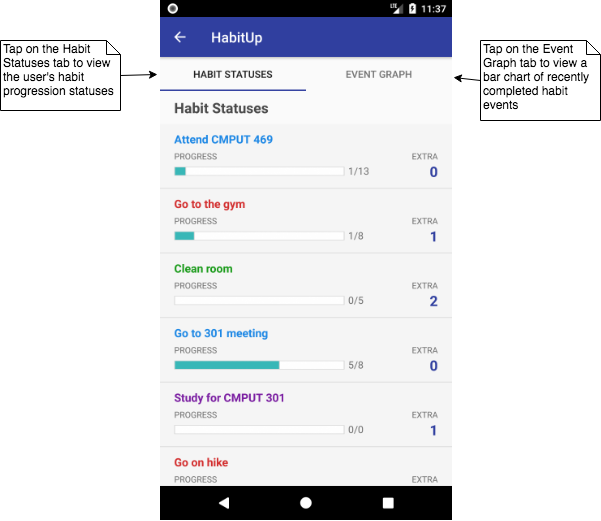 LTE 11:37
HabitUp
Tap on the Habit
Statuses tab to view
the user's habit
progression statuses
HABIT STATUSES
EVENT GRAPH
Tap on the Event
Graph tab to view a
bar chart of recently
completed habit
events
Habit Statuses
Attend CMPUT 469
PROGRESS EXTRA
1/13 0
Go to the gym
PROGRESS EXTRA
1/8 1
Clean room
PROGRESS EXTRA
0/5 2
Go to 301 meeting
PROGRESS EXTRA
5/8 0
Study for CMPUT 301
PROGRESS EXTRA
0/0 1
Go on hike
PROGRESS EXTRA